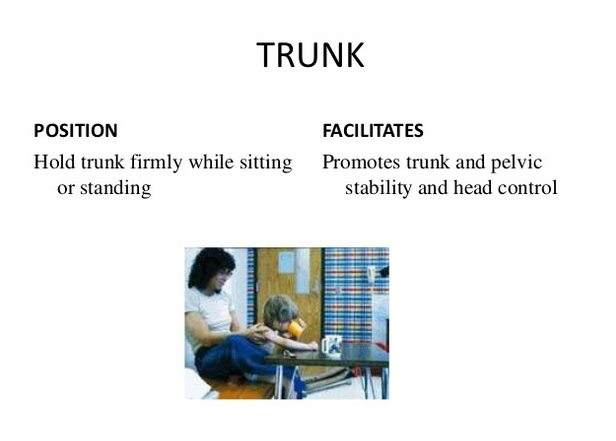 TRUNK
POSITION
Hold trunk firmly while sitting
or standing
FACILITATES
Promotes trunk and pelvic
stability and head control